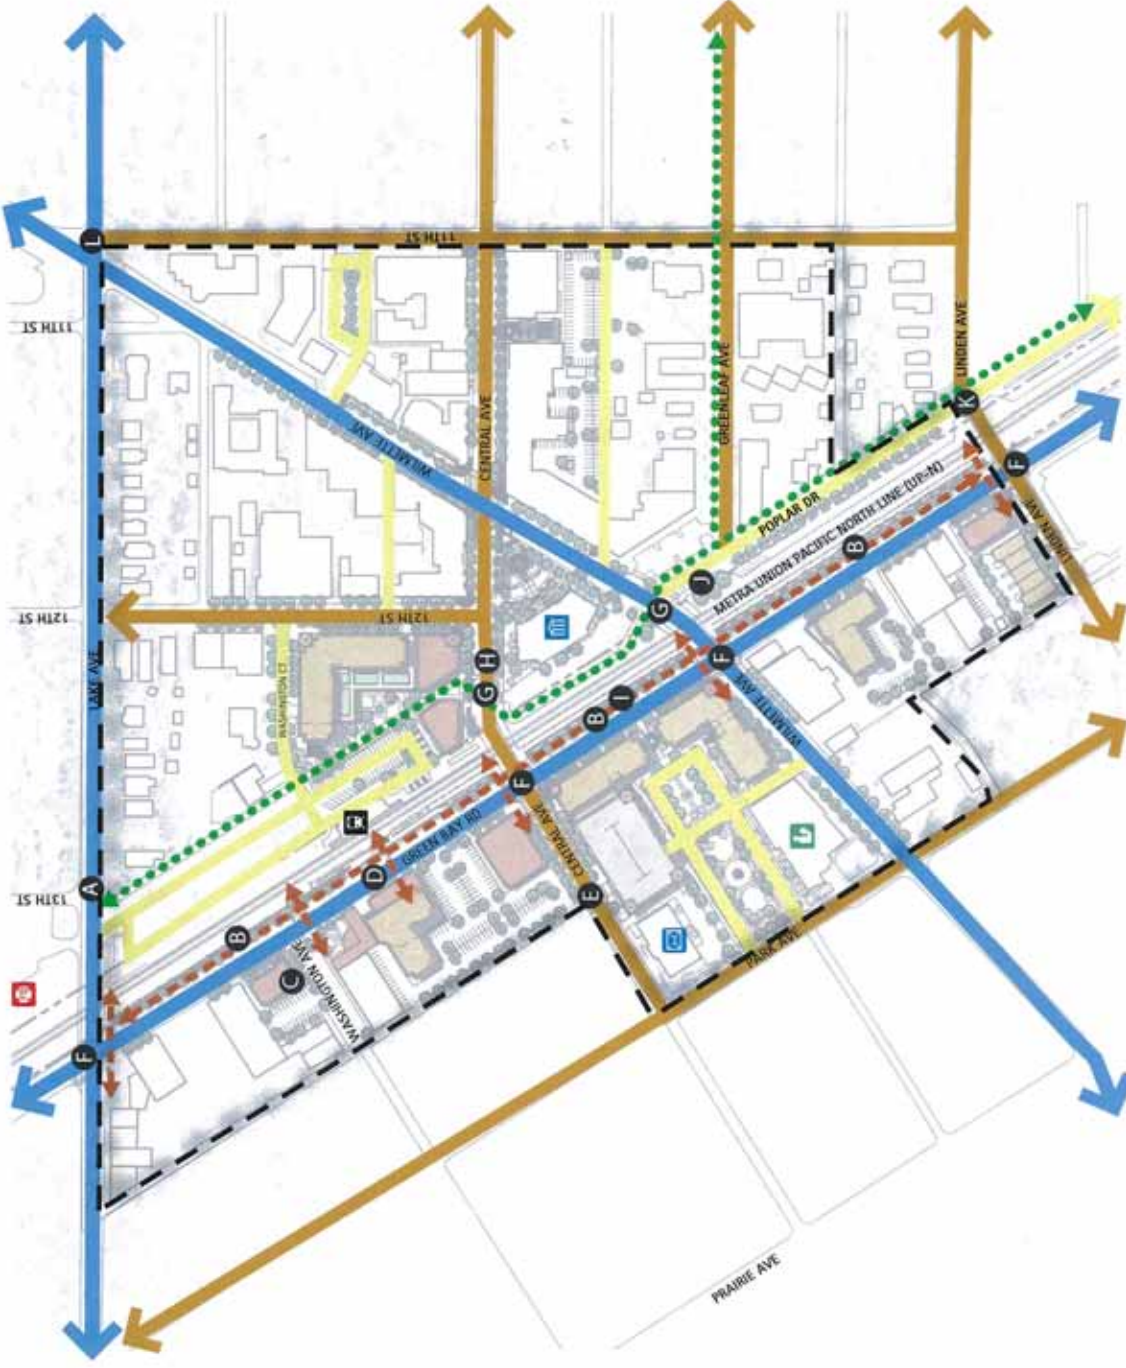 L
11TH ST
11TH ST
LINDEN AVE
CENTRAL AVE
GREENLEAF AVE
WILMETTE AVE
K
POPLAR DR
METRA UNION PACIFIC NORTH LINE (UP-N)
F
B
LINDEN AVE
J
G
12TH ST
12TH ST
H
LAKE AVE
WASHINGTON CT
G
F
I
B
WILMETTE AVE
F
GREEN BAY RD
CENTRAL AVE
A
13TH ST
D
E
B
C
WASHINGTON AVE
PARK AVE
F
PRAIRIE AVE